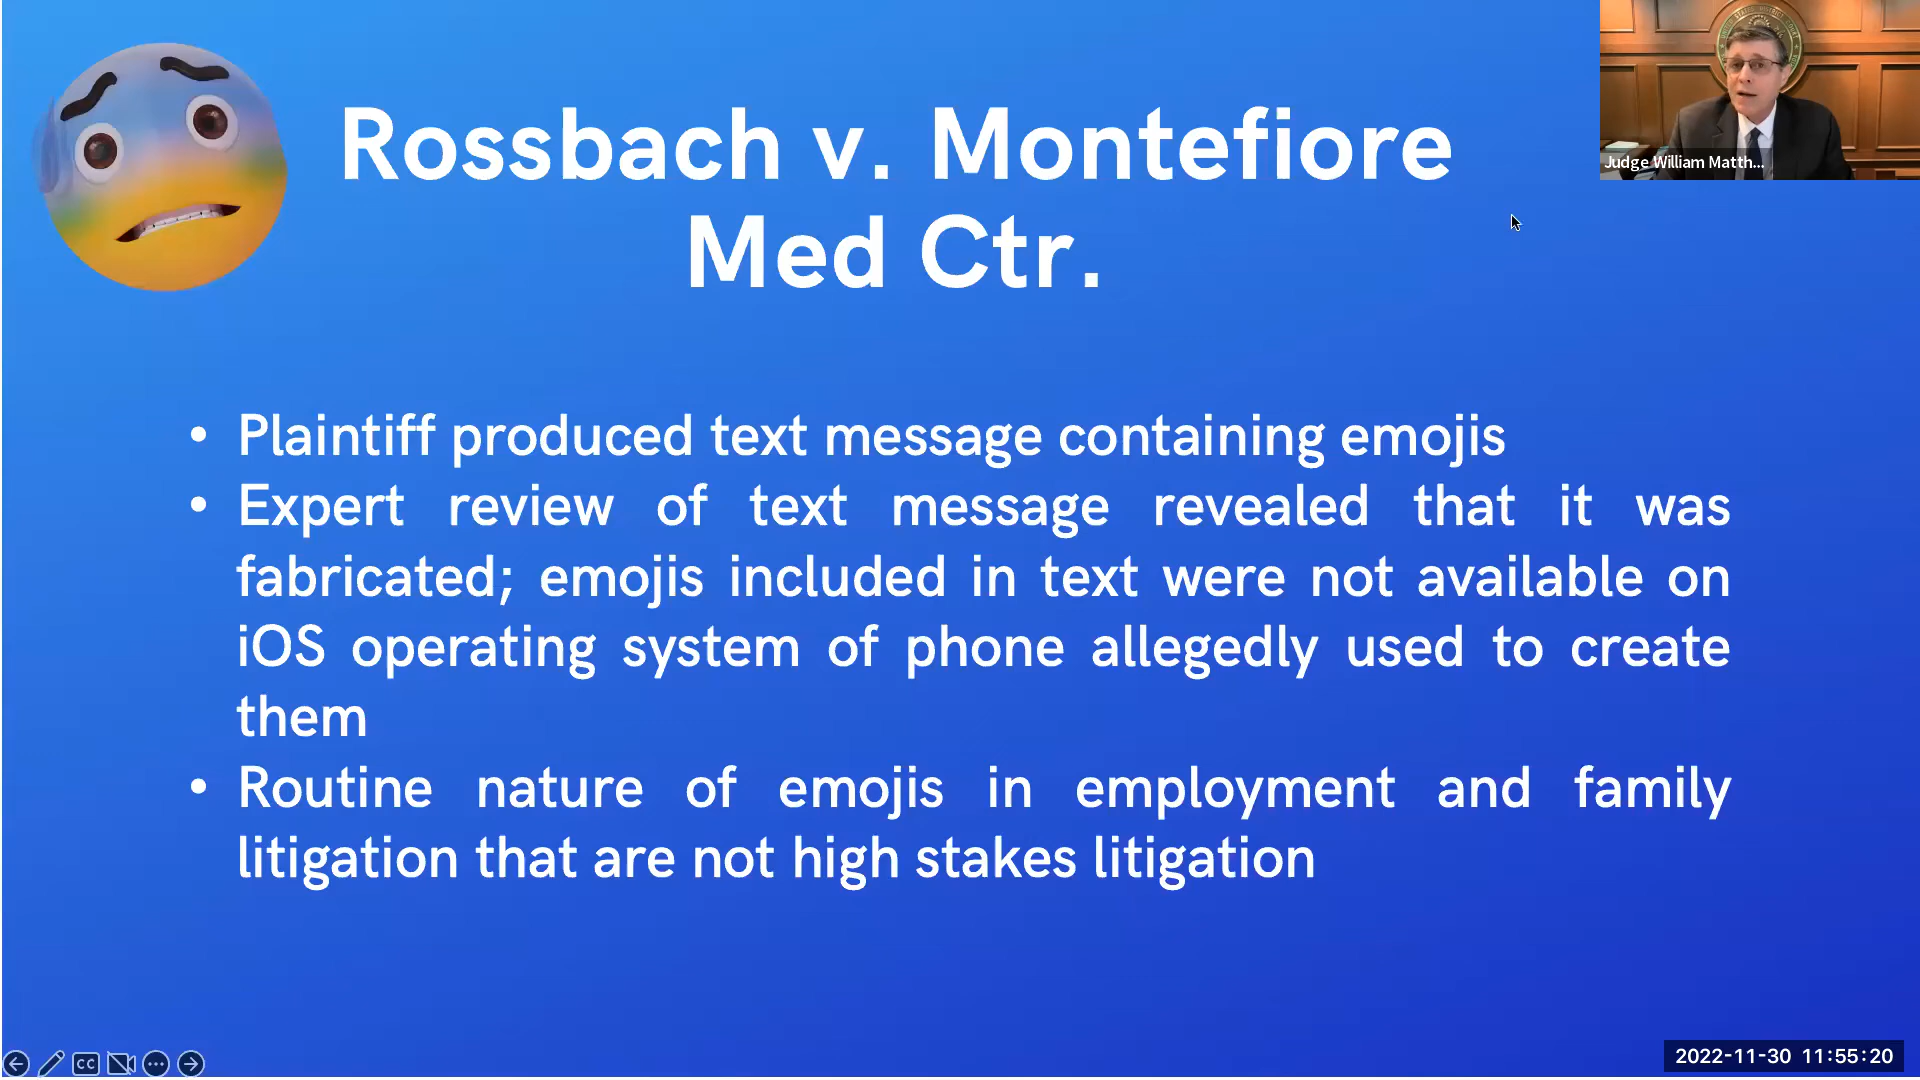 Rossbach v. Montefiore
Med Ctr.
Judge William Matth...
• Plaintiff produced text message containing emojis
• Expert review of text message revealed that it was
fabricated; emojis included in text were not available on
iOS operating system of phone allegedly used to create
them
• Routine nature of emojis in employment and family
litigation that are not high stakes litigation
CC
2022-11-30 11:55:20